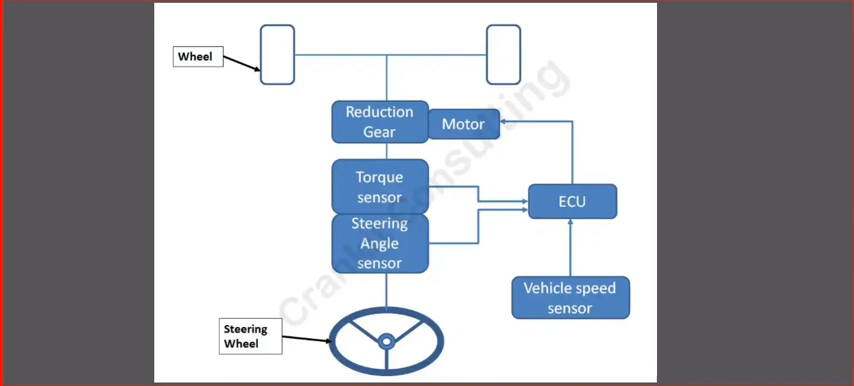 Wheel
Reduction
Gear
Motor
Torque
sensor
ECU
Steering
Angle
sensor
Vehicle speed
sensor
Steering
Wheel